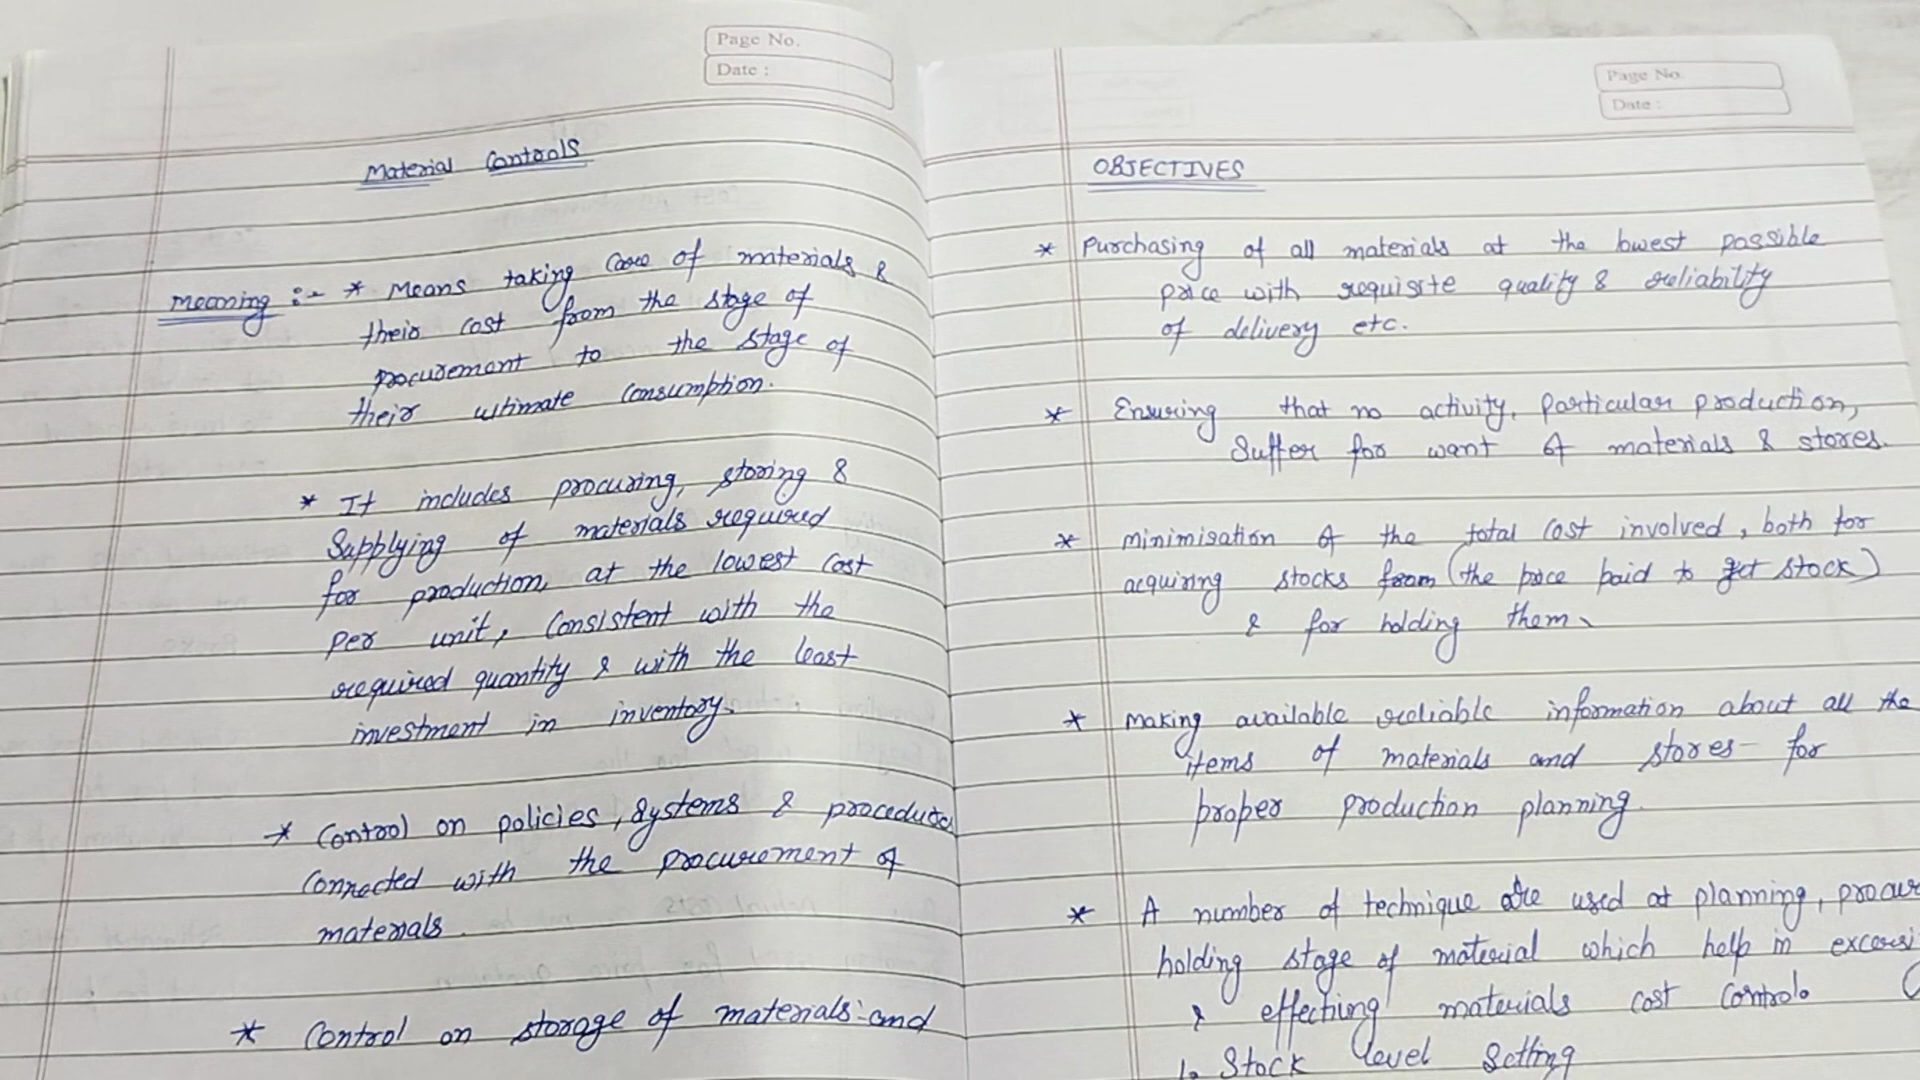 Page No.
Date :
Material Controls
Meaning :- * Means taking care of materials &
their cost from the stage of
procurement to the stage of
their ultimate consumption.
* It includes procuring, storing &
Supplying of materials required
for production, at the lowest cost
per unit, consistent with the
required quantity & with the least
investment in inventory.
* Control on policies, systems & procedure
connected with the procurement of
materials.
* Control on storage of materials and
Page No.
Date :
OBJECTIVES
* Purchasing of all materials at the lowest possible
price with requisite quality & reliability
of delivery etc.
* Ensuring that no activity, particular production,
Suffer for want of materials & stores.
* minimisation of the total cost involved, both for
acquiring stocks from (the price paid to get stock)
& for holding them.
* Making available reliable information about all the
items of materials and stores for
proper production planning.
* A number of technique are used at planning, procur
holding stage of material which help in
& effecting materials cost control.
1. Stock level setting